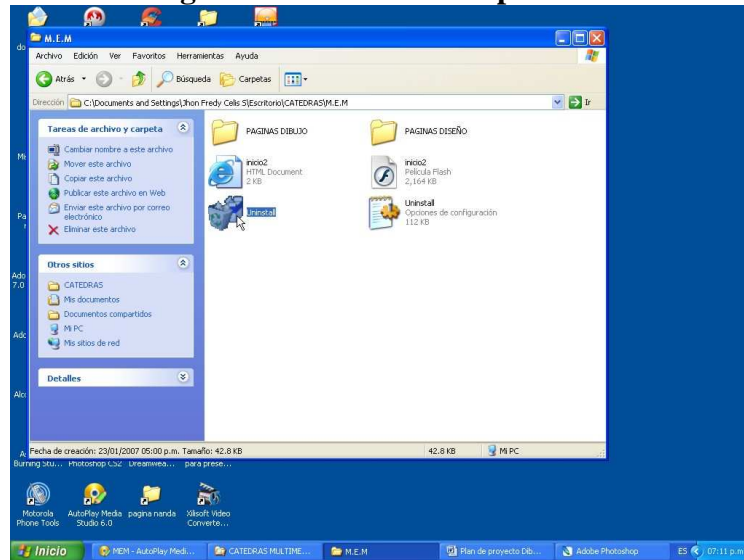 M.E.M
Archivo Edición Ver Favoritos Herramientas Ayuda
Atrás Búsqueda Carpetas
Dirección C:\Documents and Settings\Jhon Fredy Celis S\Escritorio\CATEDRAS\M.E.M Ir
Tareas de archivo y carpeta
Cambiar nombre a este archivo
Mover este archivo
Copiar este archivo
Publicar este archivo en Web
Enviar este archivo por correo
electrónico
Eliminar este archivo
Otros sitios
CATEDRAS
Mis documentos
Documentos compartidos
Mi PC
Mis sitios de red
Detalles
PAGINAS DIBUJO
PAGINAS DISEÑO
inicio2
HTML Document
2 KB
inicio2
Película Flash
2,164 KB
Uninstall
Uninstall
Opciones de configuración
112 KB
Fecha de creación: 23/01/2007 05:00 p.m. Tamaño: 42.8 KB 42.8 KB Mi PC
Burning Stu... Photoshop CS2 Dreamwea... para prese...
Motorola
Phone Tools
AutoPlay Media
Studio 6.0
pagina nanda
Xilisoft Video
Converte...
Inicio MEM - AutoPlay Medi... CATEDRAS MULTIME... M.E.M Plan de proyecto Dib... Adobe Photoshop ES 07:11 p.m.